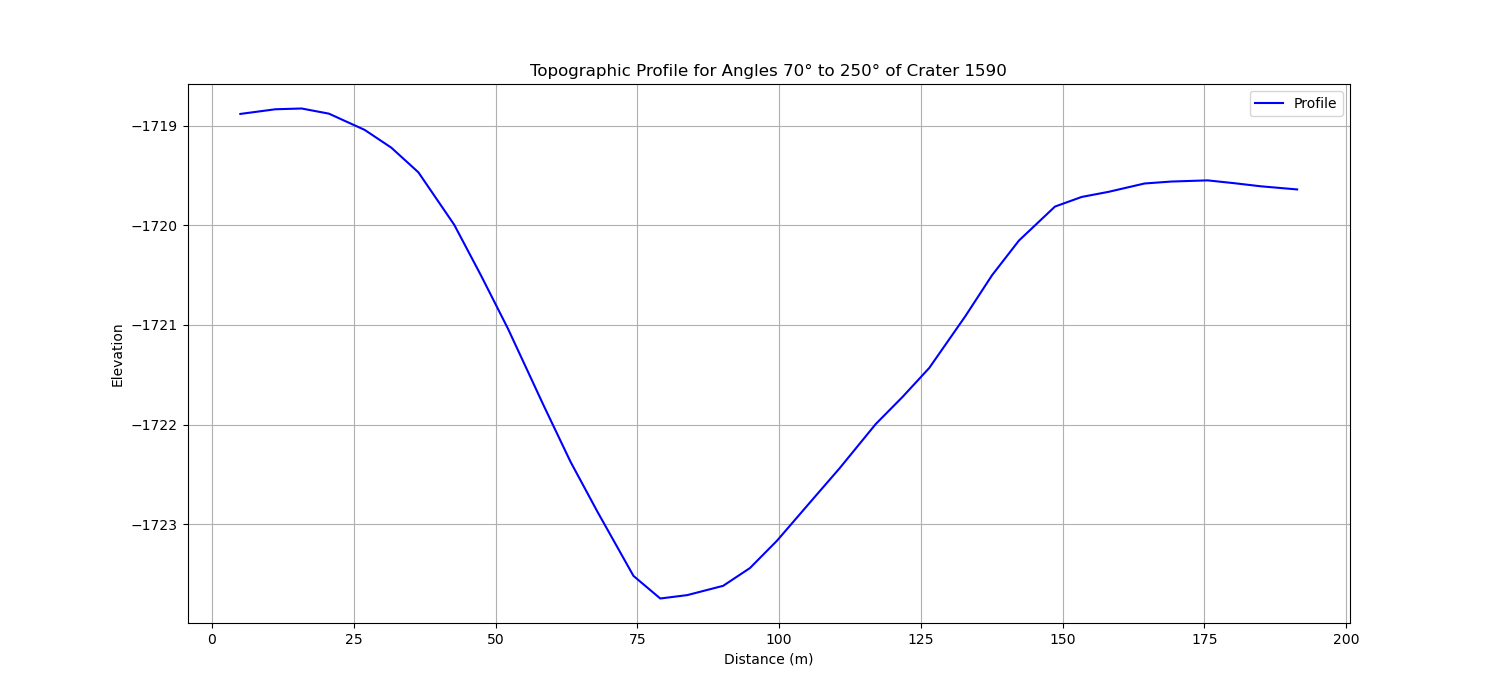 Topographic Profile for Angles 70° to 250° of Crater 1590
Profile
−1719
−1720
−1721
−1722
−1723
Elevation
0 25 50 75 100 125 150 175 200
Distance (m)